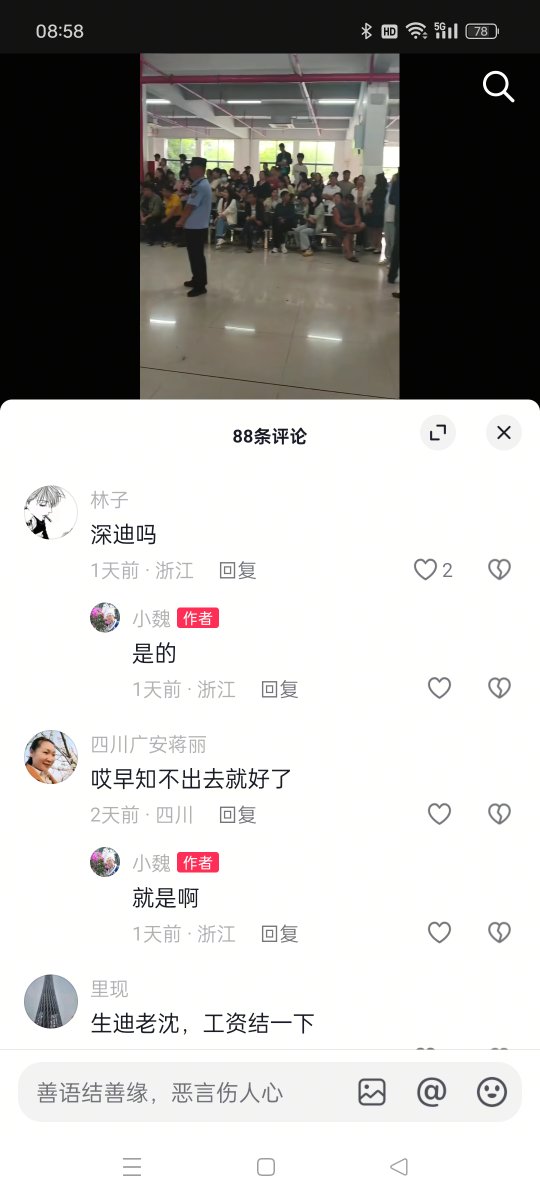 08:58
HD 5G 78
88条评论
林子
深迪吗
1天前 · 浙江 回复 2
小魏 作者
是的
1天前 · 浙江 回复
四川广安蒋丽
哎早知不出去就好了
2天前 · 四川 回复
小魏 作者
就是啊
1天前 · 浙江 回复
里现
生迪老沈，工资结一下
善语结善缘，恶言伤人心 @